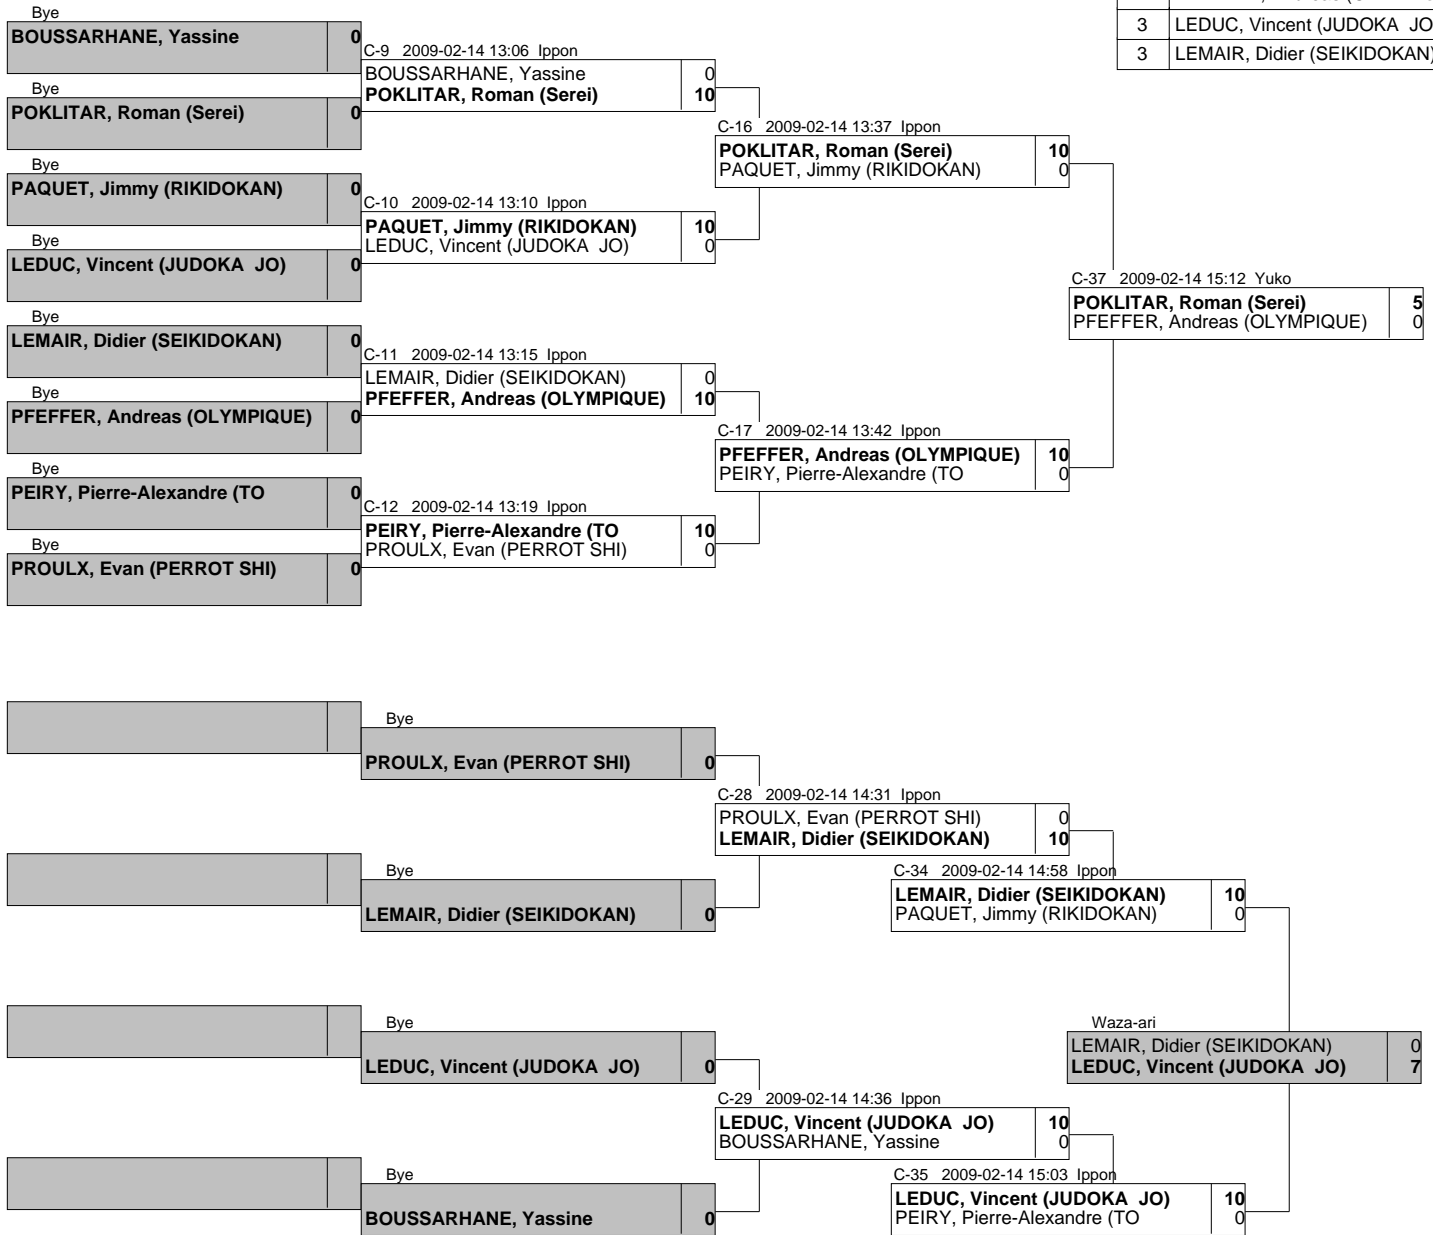 3 LEDUC, Vincent (JUDOKA JO
3 LEMAIR, Didier (SEIKIDOKAN)
Bye
BOUSSARHANE, Yassine 0
Bye
POKLITAR, Roman (Serei) 0
Bye
PAQUET, Jimmy (RIKIDOKAN) 0
Bye
LEDUC, Vincent (JUDOKA JO) 0
Bye
LEMAIR, Didier (SEIKIDOKAN) 0
Bye
PFEFFER, Andreas (OLYMPIQUE) 0
Bye
PEIRY, Pierre-Alexandre (TO 0
Bye
PROULX, Evan (PERROT SHI) 0
C-9 2009-02-14 13:06 Ippon
BOUSSARHANE, Yassine 0
POKLITAR, Roman (Serei) 10
C-10 2009-02-14 13:10 Ippon
PAQUET, Jimmy (RIKIDOKAN) 10
LEDUC, Vincent (JUDOKA JO) 0
C-11 2009-02-14 13:15 Ippon
LEMAIR, Didier (SEIKIDOKAN) 0
PFEFFER, Andreas (OLYMPIQUE) 10
C-12 2009-02-14 13:19 Ippon
PEIRY, Pierre-Alexandre (TO 10
PROULX, Evan (PERROT SHI) 0
C-16 2009-02-14 13:37 Ippon
POKLITAR, Roman (Serei) 10
PAQUET, Jimmy (RIKIDOKAN) 0
C-17 2009-02-14 13:42 Ippon
PFEFFER, Andreas (OLYMPIQUE) 10
PEIRY, Pierre-Alexandre (TO 0
C-37 2009-02-14 15:12 Yuko
POKLITAR, Roman (Serei) 5
PFEFFER, Andreas (OLYMPIQUE) 0
Bye
PROULX, Evan (PERROT SHI) 0
Bye
LEMAIR, Didier (SEIKIDOKAN) 0
Bye
LEDUC, Vincent (JUDOKA JO) 0
Bye
BOUSSARHANE, Yassine 0
C-28 2009-02-14 14:31 Ippon
PROULX, Evan (PERROT SHI) 0
LEMAIR, Didier (SEIKIDOKAN) 10
C-29 2009-02-14 14:36 Ippon
LEDUC, Vincent (JUDOKA JO) 10
BOUSSARHANE, Yassine 0
C-34 2009-02-14 14:58 Ippon
LEMAIR, Didier (SEIKIDOKAN) 10
PAQUET, Jimmy (RIKIDOKAN) 0
C-35 2009-02-14 15:03 Ippon
LEDUC, Vincent (JUDOKA JO) 10
PEIRY, Pierre-Alexandre (TO 0
Waza-ari
LEMAIR, Didier (SEIKIDOKAN) 0
LEDUC, Vincent (JUDOKA JO) 7